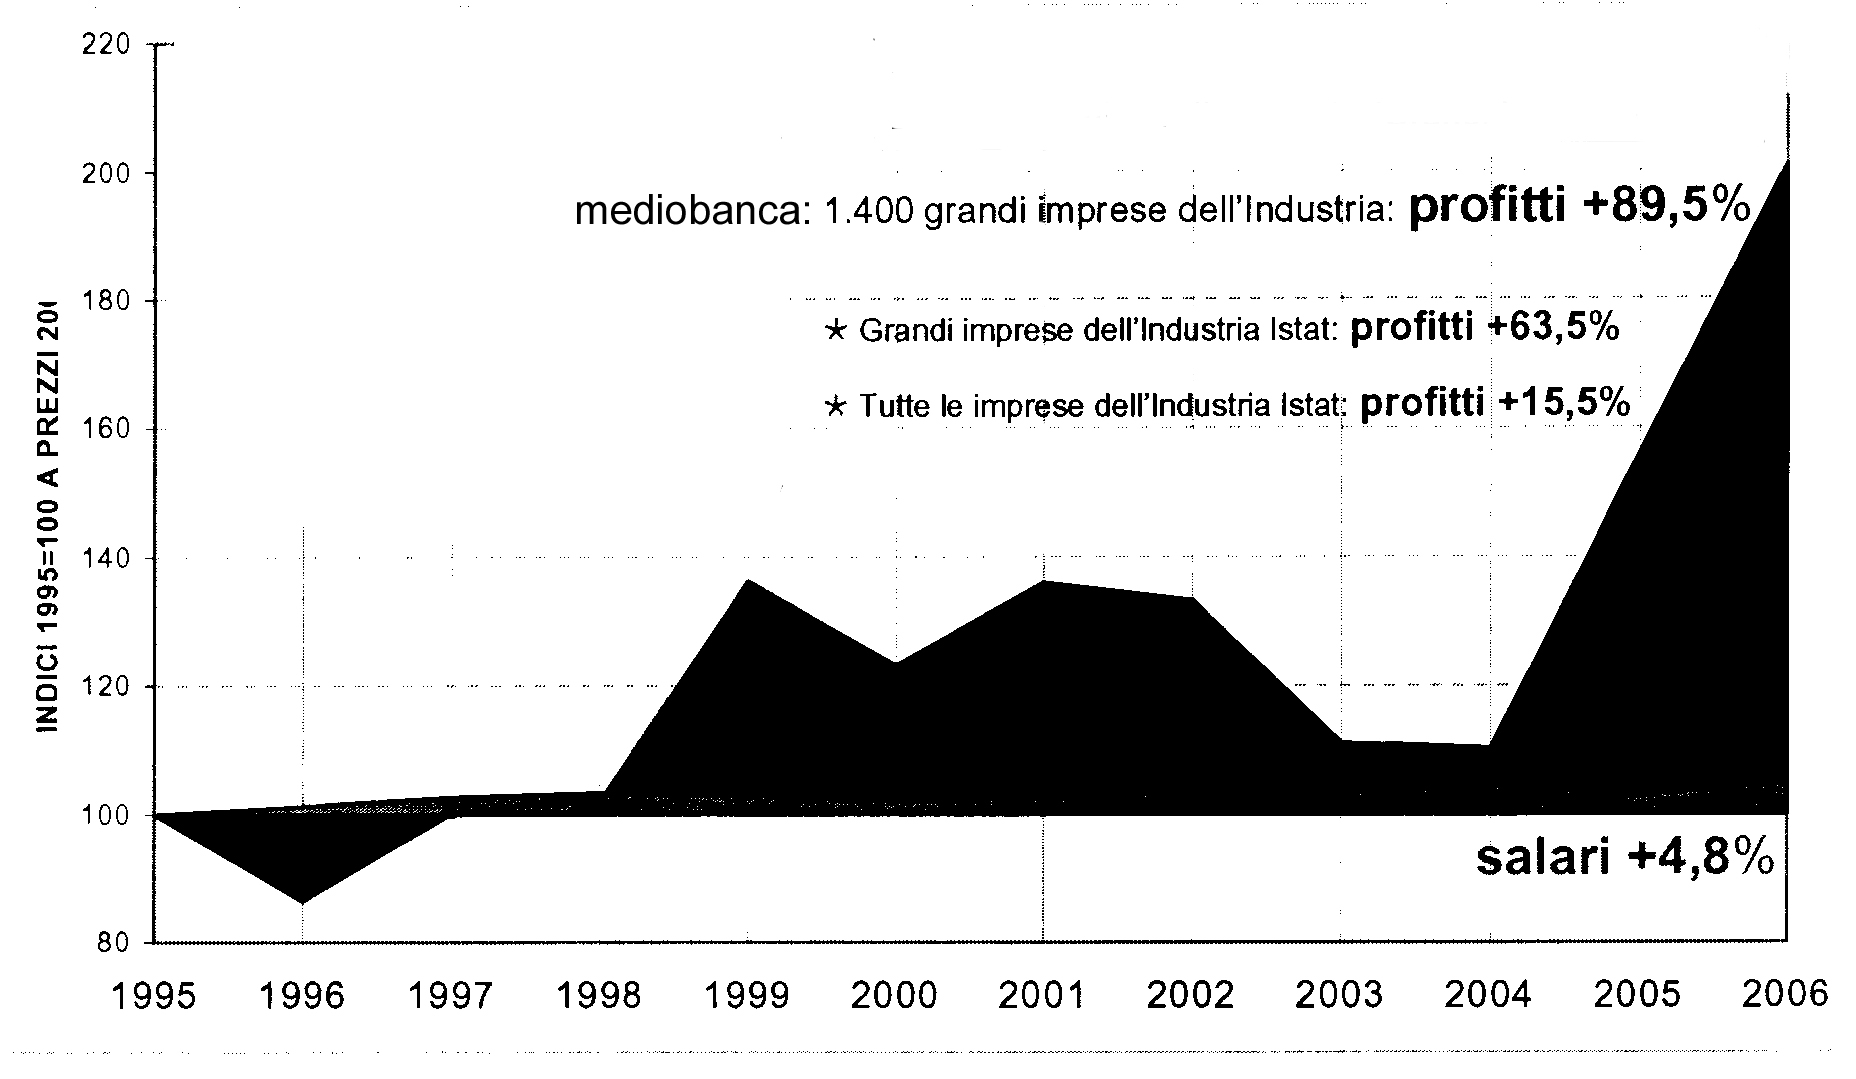 220
200
180
160
140
120
100
80
INDICI 1995=100 A PREZZI
mediobanca: 1.400 grandi imprese dell'Industria: profitti +89,5%
★ Grandi imprese dell'Industria Istat: profitti +63,5%
★ Tutte le imprese dell'Industria Istat: profitti +15,5%
salari +4,8%
1995 1996 1997 1998 1999 2000 2001 2002 2003 2004 2005 2006